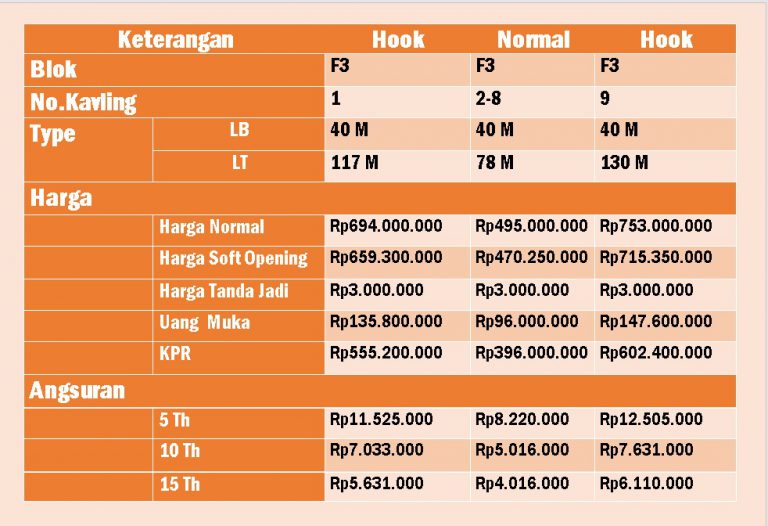 Keterangan Hook Normal Hook
Blok F3 F3 F3
No.Kavling 1 2-8 9
Type LB 40 M 40 M 40 M
LT 117 M 78 M 130 M
Harga
Harga Normal Rp694.000.000 Rp495.000.000 Rp753.000.000
Harga Soft Opening Rp659.300.000 Rp470.250.000 Rp715.350.000
Harga Tanda Jadi Rp3.000.000 Rp3.000.000 Rp3.000.000
Uang Muka Rp135.800.000 Rp96.000.000 Rp147.600.000
KPR Rp555.200.000 Rp396.000.000 Rp602.400.000
Angsuran
5 Th Rp11.525.000 Rp8.220.000 Rp12.505.000
10 Th Rp7.033.000 Rp5.016.000 Rp7.631.000
15 Th Rp5.631.000 Rp4.016.000 Rp6.110.000